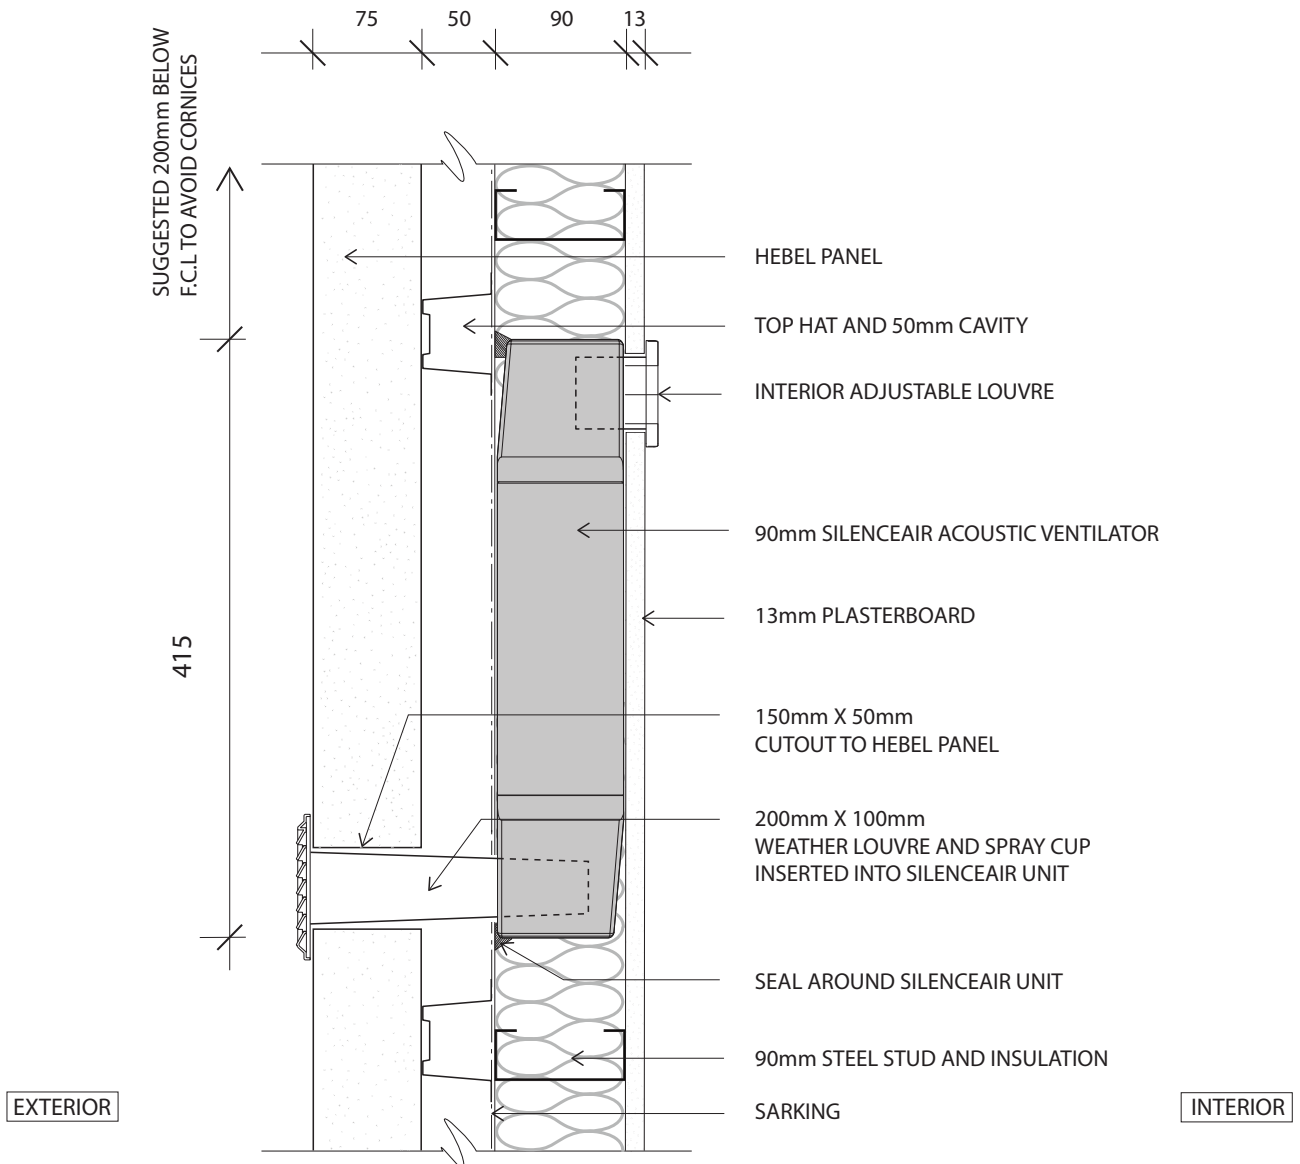 75 50 90 13
SUGGESTED 200mm BELOW
F.C.L TO AVOID CORNICES
HEBEL PANEL
TOP HAT AND 50mm CAVITY
INTERIOR ADJUSTABLE LOUVRE
90mm SILENCEAIR ACOUSTIC VENTILATOR
13mm PLASTERBOARD
415
150mm X 50mm
CUTOUT TO HEBEL PANEL
200mm X 100mm
WEATHER LOUVRE AND SPRAY CUP
INSERTED INTO SILENCEAIR UNIT
SEAL AROUND SILENCEAIR UNIT
90mm STEEL STUD AND INSULATION
SARKING
EXTERIOR
INTERIOR